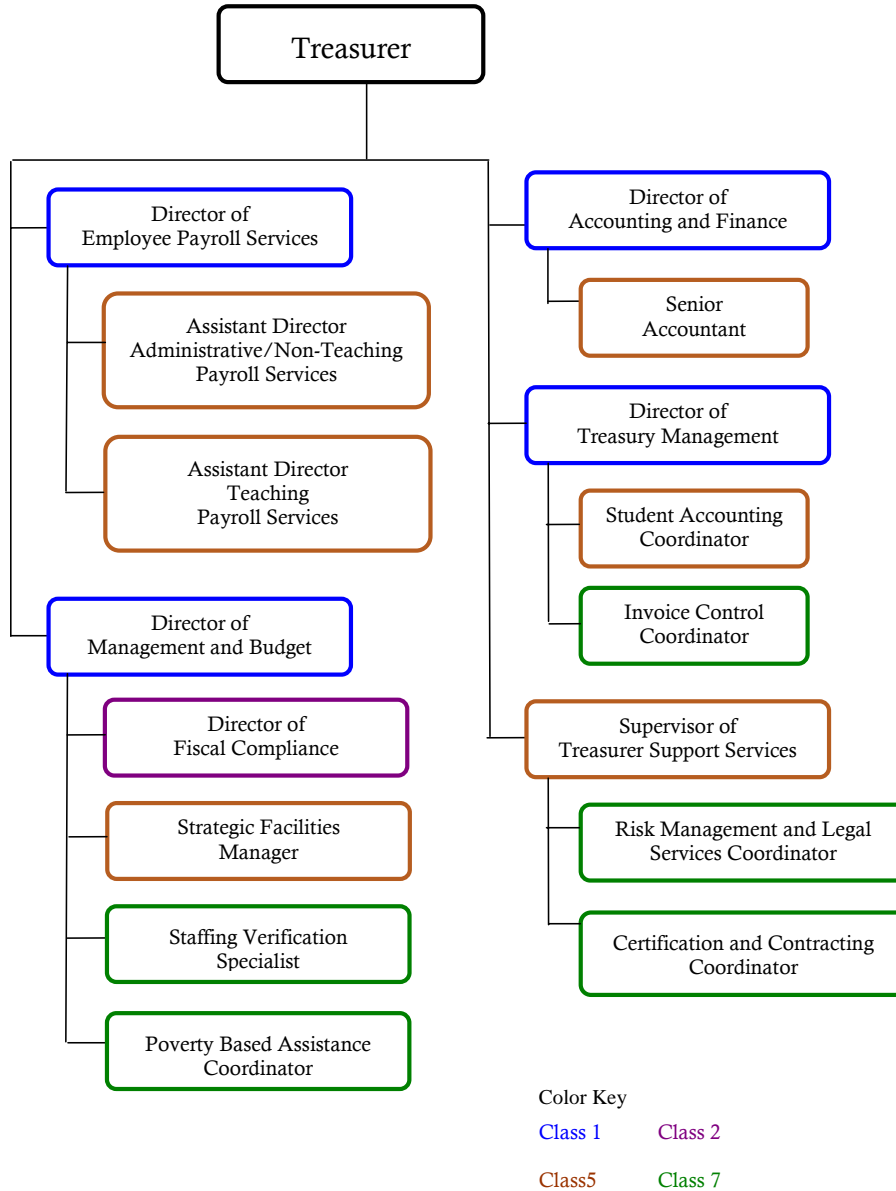 Treasurer
Director of
Employee Payroll Services
Assistant Director
Administrative/Non-Teaching
Payroll Services
Assistant Director
Teaching
Payroll Services
Director of
Management and Budget
Director of
Fiscal Compliance
Strategic Facilities
Manager
Staffing Verification
Specialist
Poverty Based Assistance
Coordinator
Director of
Accounting and Finance
Senior
Accountant
Director of
Treasury Management
Student Accounting
Coordinator
Invoice Control
Coordinator
Supervisor of
Treasurer Support Services
Risk Management and Legal
Services Coordinator
Certification and Contracting
Coordinator
Color Key
Class 1 Class 2
Class5 Class 7